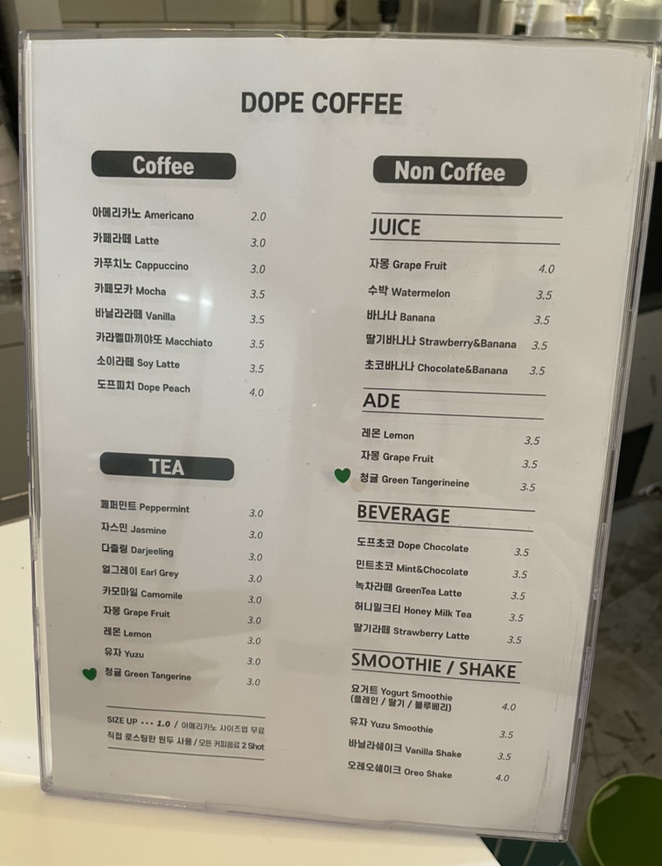 DOPE COFFEE
Coffee
아메리카노 Americano 2.0
카페라떼 Latte 3.0
카푸치노 Cappuccino 3.0
카페모카 Mocha 3.5
바닐라라떼 Vanilla 3.5
카라멜마끼야또 Macchiato 3.5
소이라떼 Soy Latte 3.5
도프피치 Dope Peach 4.0
TEA
페퍼민트 Peppermint 3.0
자스민 Jasmine 3.0
다즐링 Darjeeling 3.0
얼그레이 Earl Grey 3.0
카모마일 Camomile 3.0
자몽 Grape Fruit 3.0
레몬 Lemon 3.0
유자 Yuzu 3.0
청귤 Green Tangerine 3.0
SIZE UP ••• 1.0 / 아메리카노 사이즈업 무료
직접 로스팅한 원두 사용 / 모든 커피음료 2 Shot
Non Coffee
JUICE
자몽 Grape Fruit 4.0
수박 Watermelon 3.5
바나나 Banana 3.5
딸기바나나 Strawberry&Banana 3.5
초코바나나 Chocolate&Banana 3.5
ADE
레몬 Lemon 3.5
자몽 Grape Fruit 3.5
청귤 Green Tangerineine 3.5
BEVERAGE
도프초코 Dope Chocolate 3.5
민트초코 Mint&Chocolate 3.5
녹차라떼 GreenTea Latte 3.5
허니밀크티 Honey Milk Tea 3.5
딸기라떼 Strawberry Latte 3.5
SMOOTHIE / SHAKE
요거트 Yogurt Smoothie 4.0
(플레인 / 딸기 / 블루베리)
유자 Yuzu Smoothie 3.5
바닐라쉐이크 Vanilla Shake 3.5
오레오쉐이크 Oreo Shake 4.0